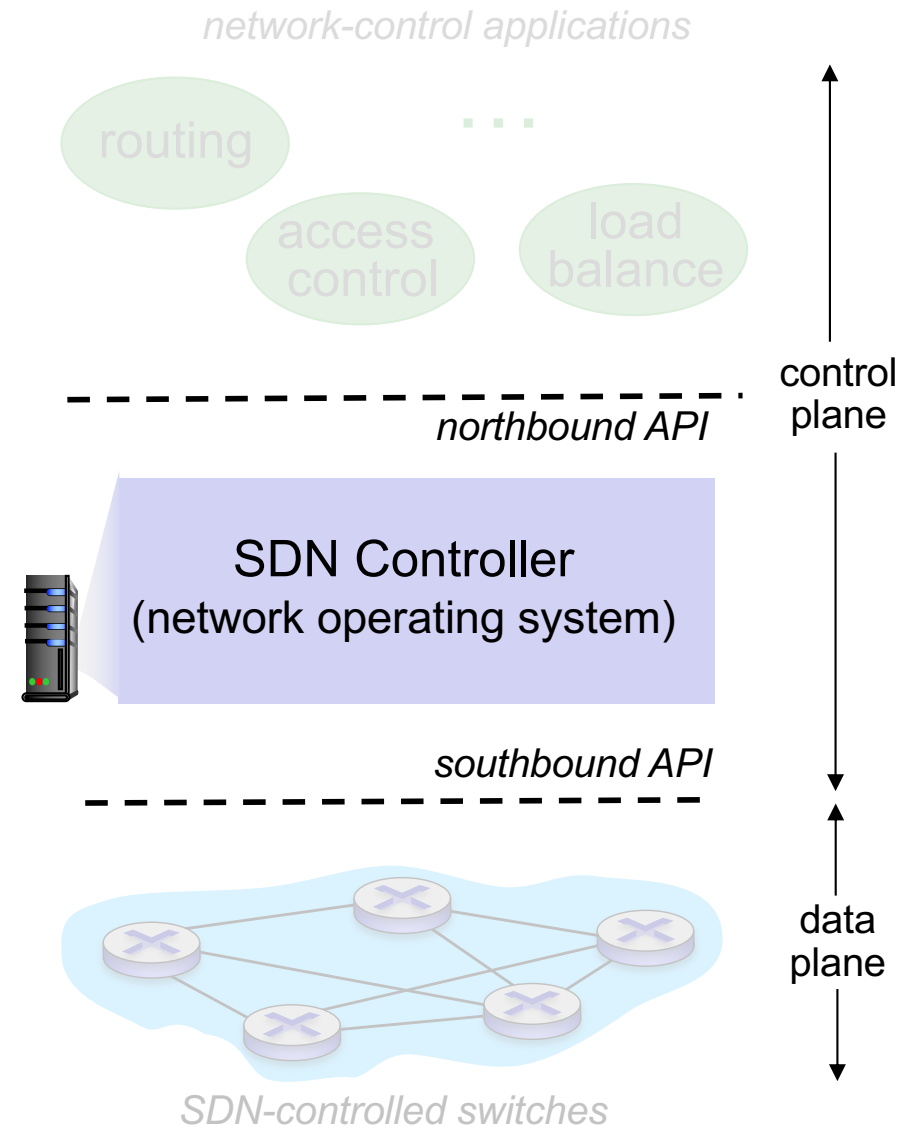 network-control applications
routing
. . .
access
control
load
balance
control
plane
northbound API
SDN Controller
(network operating system)
southbound API
data
plane
SDN-controlled switches